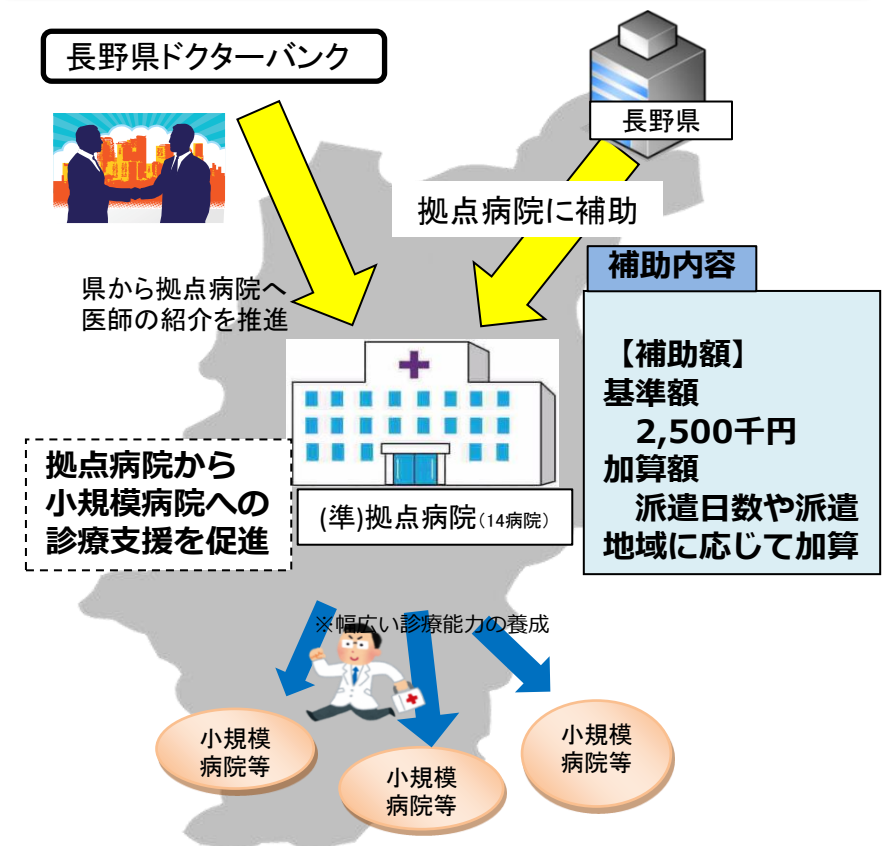 長野県ドクターバンク
長野県
拠点病院に補助
県から拠点病院へ
医師の紹介を推進
補助内容
【補助額】
基準額
2,500千円
加算額
派遣日数や派遣
地域に応じて加算
拠点病院から
小規模病院への
診療支援を促進
(準)拠点病院(14病院)
※幅広い診療能力の養成
小規模
病院等
小規模
病院等
小規模
病院等